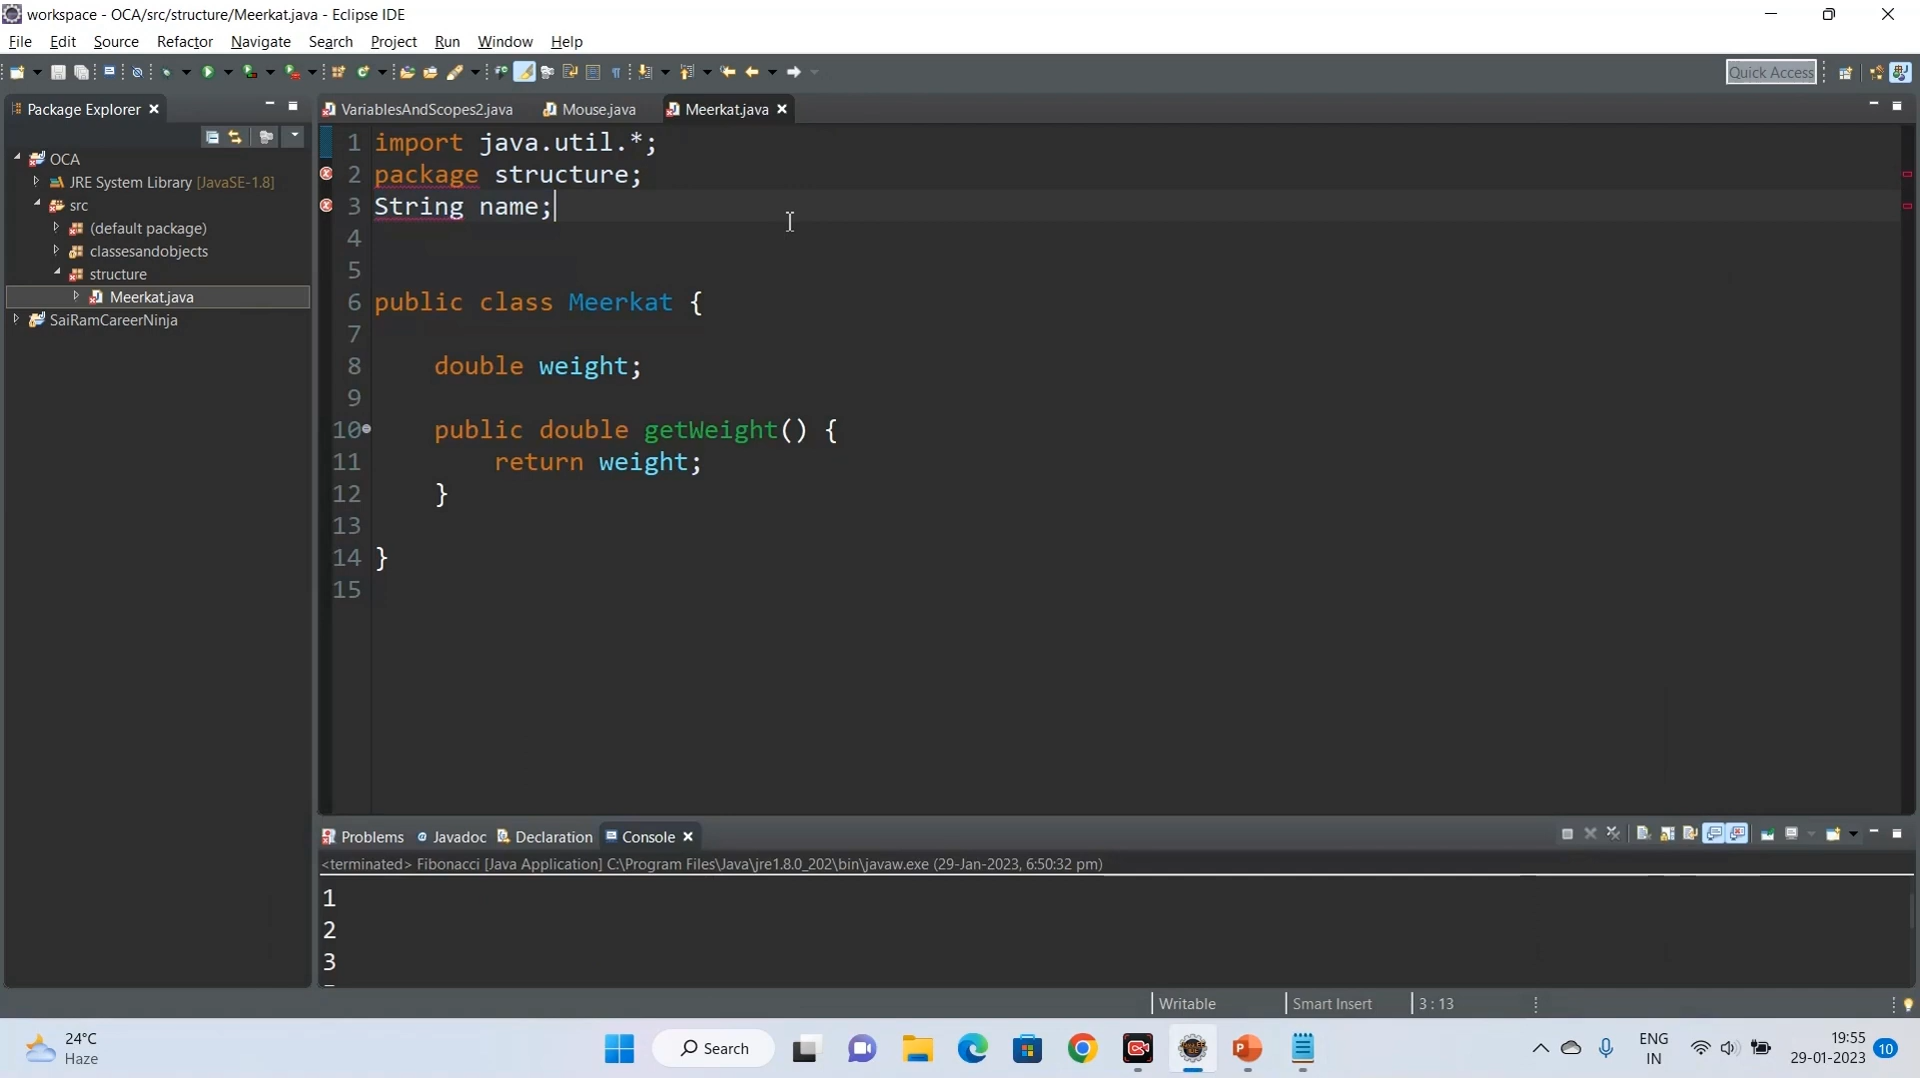 workspace - OCA/src/structure/Meerkat.java - Eclipse IDE
File Edit Source Refactor Navigate Search Project Run Window Help
Quick Access
Package Explorer
VariablesAndScopes2.java Mouse.java Meerkat.java
OCA
JRE System Library [JavaSE-1.8]
src
(default package)
classesandobjects
structure
Meerkat.java
SaiRamCareerNinja
1 import java.util.*;
2 package structure;
3 String name;
4
5
6 public class Meerkat {
7
8 double weight;
9
10 public double getWeight() {
11 return weight;
12 }
13
14 }
15
Problems Javadoc Declaration Console
<terminated> Fibonacci [Java Application] C:\Program Files\Java\jre1.8.0_202\bin\javaw.exe (29-Jan-2023, 6:50:32 pm)
1
2
3
Writable Smart Insert 3 : 13
24°C
Haze
Search
ENG
IN
19:55
29-01-2023
10